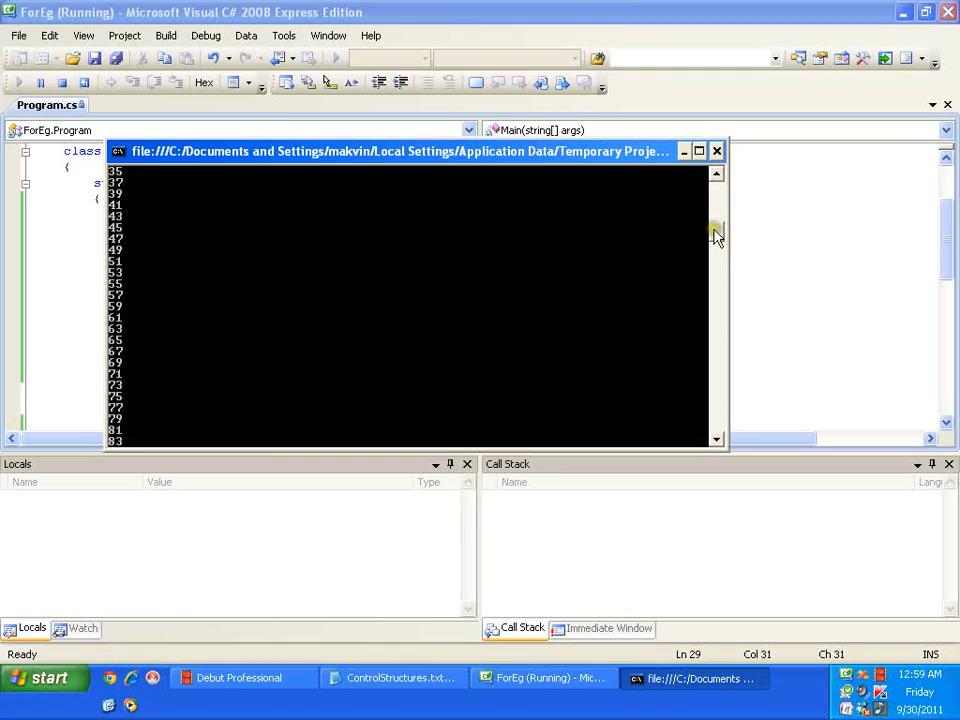 ForEg (Running) - Microsoft Visual C# 2008 Express Edition
File Edit View Project Build Debug Data Tools Window Help
Hex
Program.cs
ForEg.Program
Main(string[] args)
class
{
s
{
file:///C:/Documents and Settings/makvin/Local Settings/Application Data/Temporary Proje...
35
37
39
41
43
45
47
49
51
53
55
57
59
61
63
65
67
69
71
73
75
77
79
81
83
Locals
Call Stack
Name Value Type
Name Langu
Locals Watch
Call Stack Immediate Window
Ready
Ln 29 Col 31 Ch 31 INS
start
Debut Professional
ControlStructures.txt...
ForEg (Running) - Mic...
file:///C:/Documents ...
12:59 AM
Friday
9/30/2011